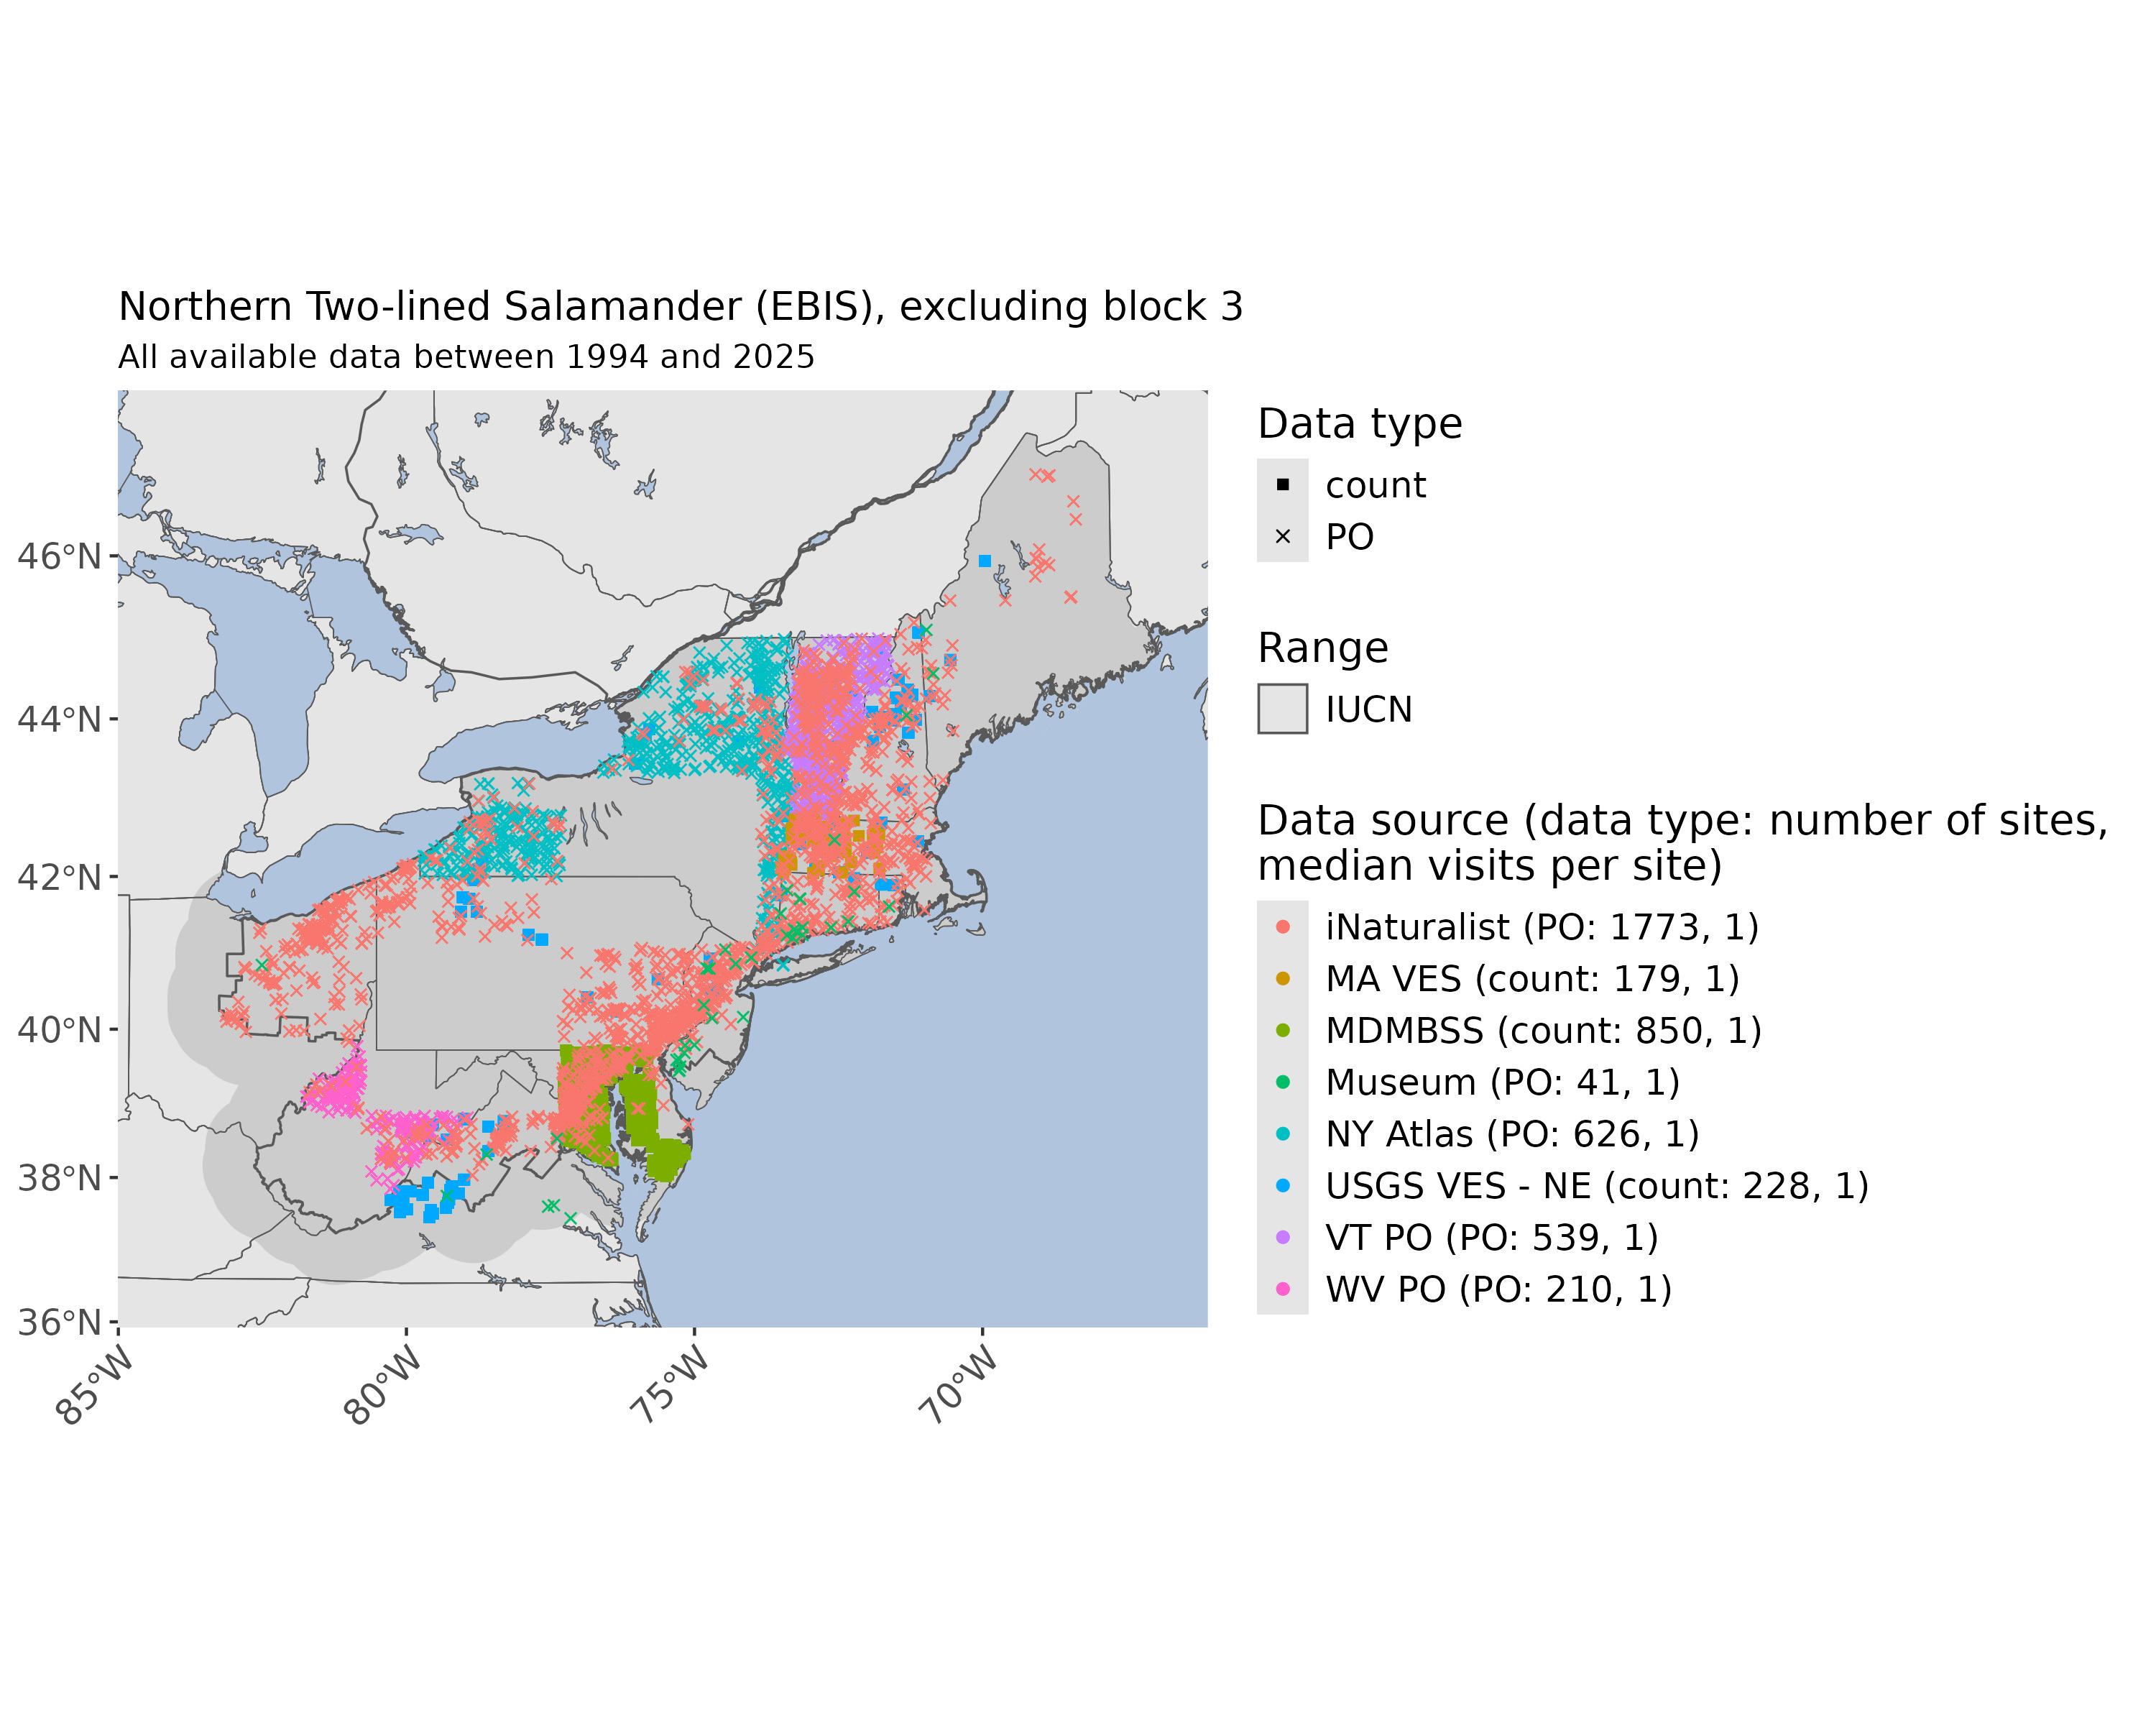 Northern Two-lined Salamander (EBIS), excluding block 3
All available data between 1994 and 2025
46°N
44°N
42°N
40°N
38°N
36°N
85°W
80°W
75°W
70°W
Data type
count
PO
Range
IUCN
Data source (data type: number of sites,
median visits per site)
iNaturalist (PO: 1773, 1)
MA VES (count: 179, 1)
MDMBSS (count: 850, 1)
Museum (PO: 41, 1)
NY Atlas (PO: 626, 1)
USGS VES - NE (count: 228, 1)
VT PO (PO: 539, 1)
WV PO (PO: 210, 1)